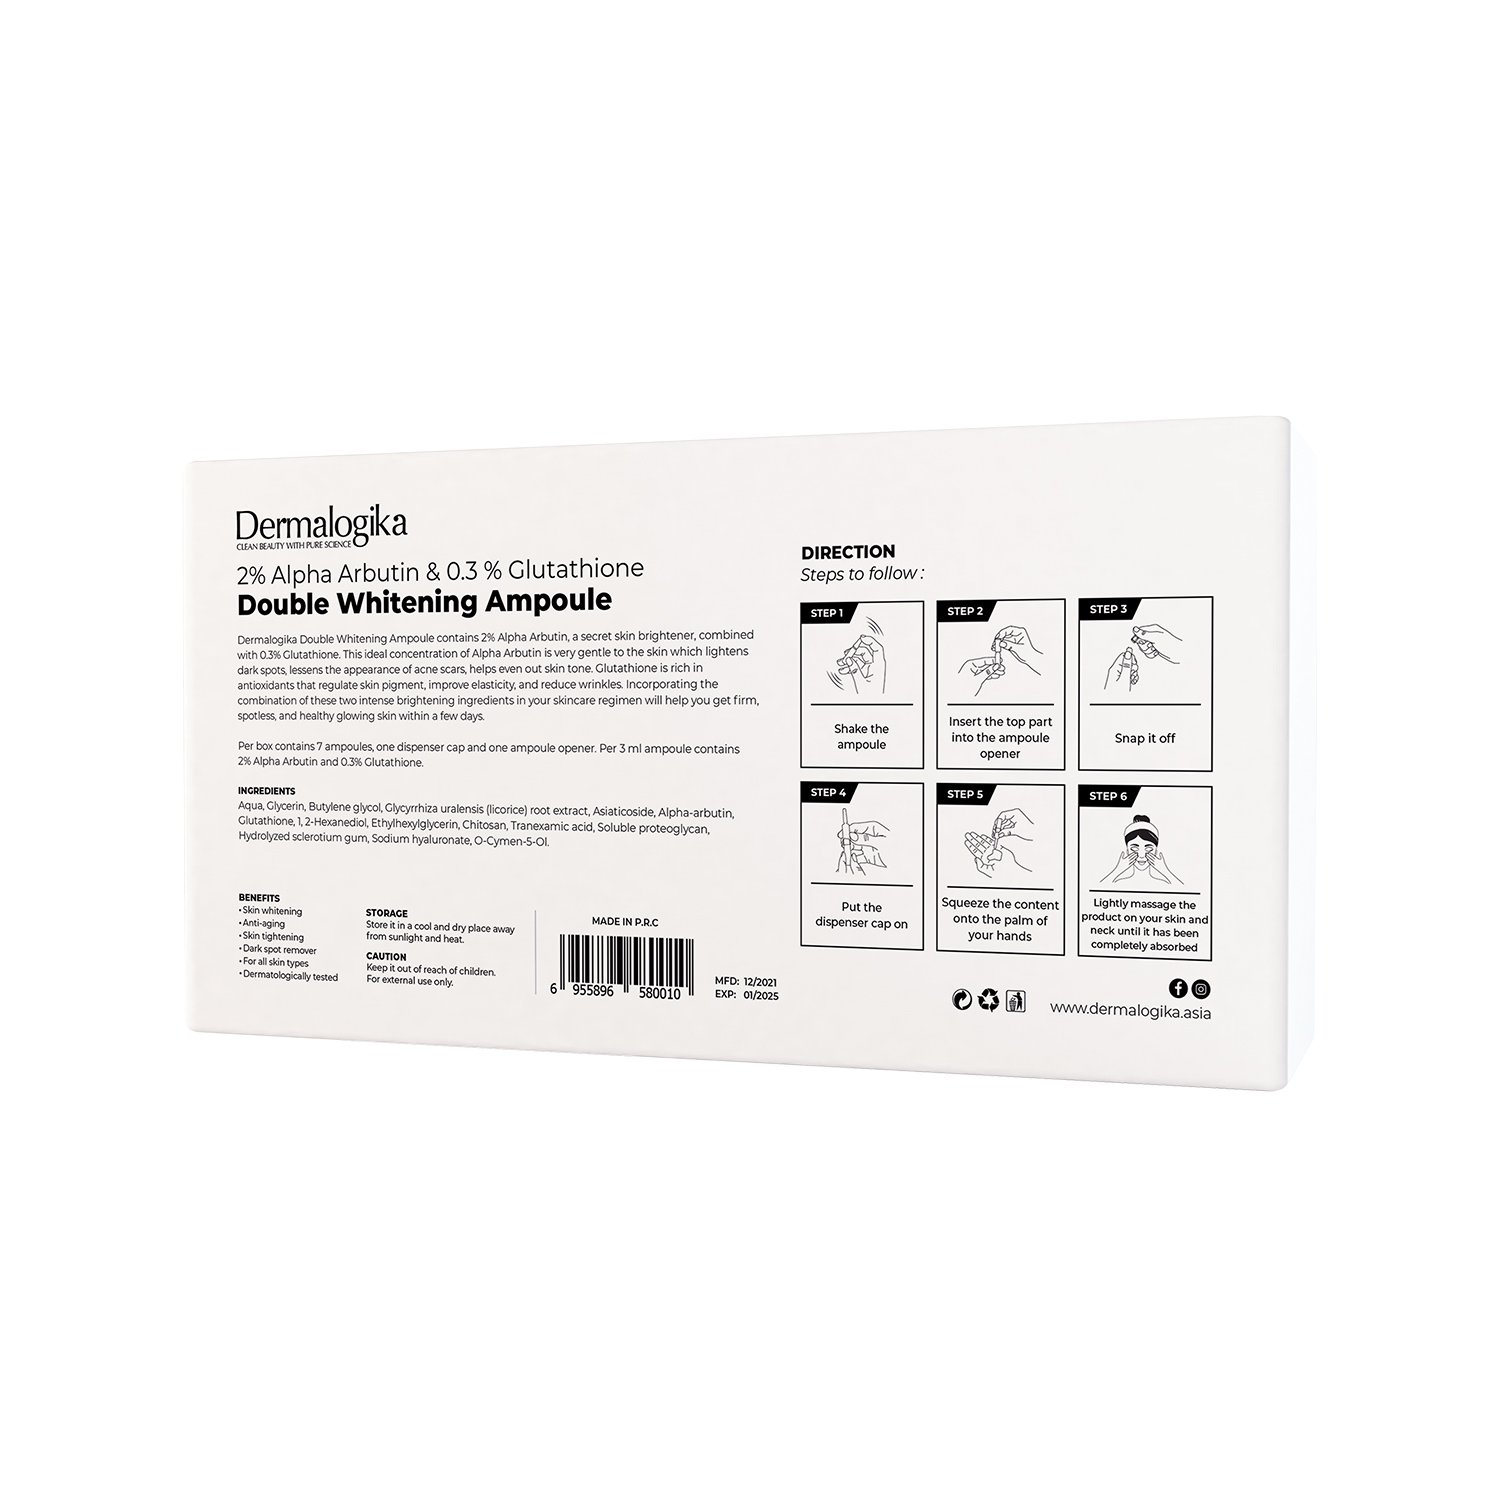 Dermalogika
CLEAN BEAUTY WITH PURE SCIENCE
2% Alpha Arbutin & 0.3 % Glutathione
Double Whitening Ampoule
Dermalogika Double Whitening Ampoule contains 2% Alpha Arbutin, a secret skin brightener, combined
with 0.3% Glutathione. This ideal concentration of Alpha Arbutin is very gentle to the skin which lightens
dark spots, lessens the appearance of acne scars, helps even out skin tone. Glutathione is rich in
antioxidants that regulate skin pigment, improve elasticity, and reduce wrinkles. Incorporating the
combination of these two intense brightening ingredients in your skincare regimen will help you get firm,
spotless, and healthy glowing skin within a few days.
Per box contains 7 ampoules, one dispenser cap and one ampoule opener. Per 3 ml ampoule contains
2% Alpha Arbutin and 0.3% Glutathione.
INGREDIENTS
Aqua, Glycerin, Butylene glycol, Glycyrrhiza uralensis (licorice) root extract, Asiaticoside, Alpha-arbutin,
Glutathione, 1, 2-Hexanediol, Ethylhexylglycerin, Chitosan, Tranexamic acid, Soluble proteoglycan,
Hydrolyzed sclerotium gum, Sodium hyaluronate, O-Cymen-5-Ol.
BENEFITS
• Skin whitening
• Anti-aging
• Skin tightening
• Dark spot remover
• For all skin types
• Dermatologically tested
STORAGE
Store it in a cool and dry place away
from sunlight and heat.
CAUTION
Keep it out of reach of children.
For external use only.
MADE IN P.R.C
6 955896 580010
MFD: 12/2021
EXP: 01/2025
DIRECTION
Steps to follow :
STEP 1
Shake the
ampoule
STEP 2
Insert the top part
into the ampoule
opener
STEP 3
Snap it off
STEP 4
Put the
dispenser cap on
STEP 5
Squeeze the content
onto the palm of
your hands
STEP 6
Lightly massage the
product on your skin and
neck until it has been
completely absorbed
www.dermalogika.asia